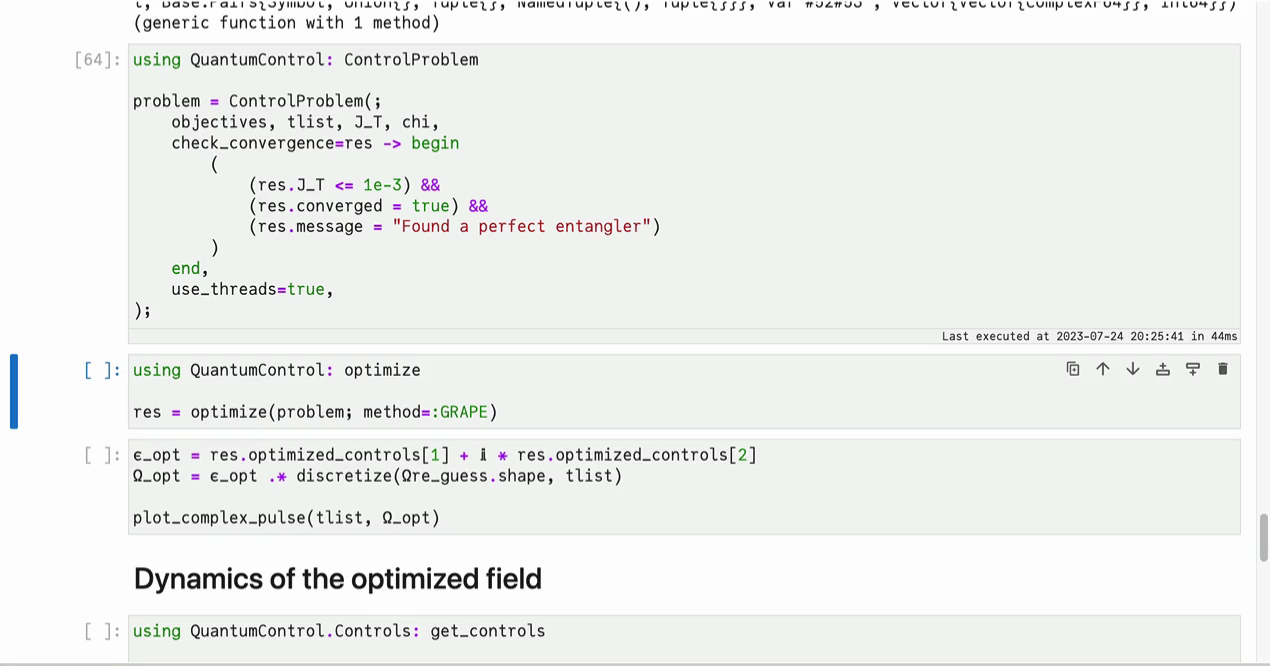 (generic function with 1 method)
[64]: using QuantumControl: ControlProblem
problem = ControlProblem(;
objectives, tlist, J_T, chi,
check_convergence=res -> begin
(
(res.J_T <= 1e-3) &&
(res.converged = true) &&
(res.message = "Found a perfect entangler")
)
end,
use_threads=true,
);
Last executed at 2023-07-24 20:25:41 in 44ms
[ ]: using QuantumControl: optimize
res = optimize(problem; method=:GRAPE)
[ ]: ϵ_opt = res.optimized_controls[1] + 𝕚 * res.optimized_controls[2]
Ω_opt = ϵ_opt .* discretize(Ωre_guess.shape, tlist)
plot_complex_pulse(tlist, Ω_opt)
Dynamics of the optimized field
[ ]: using QuantumControl.Controls: get_controls